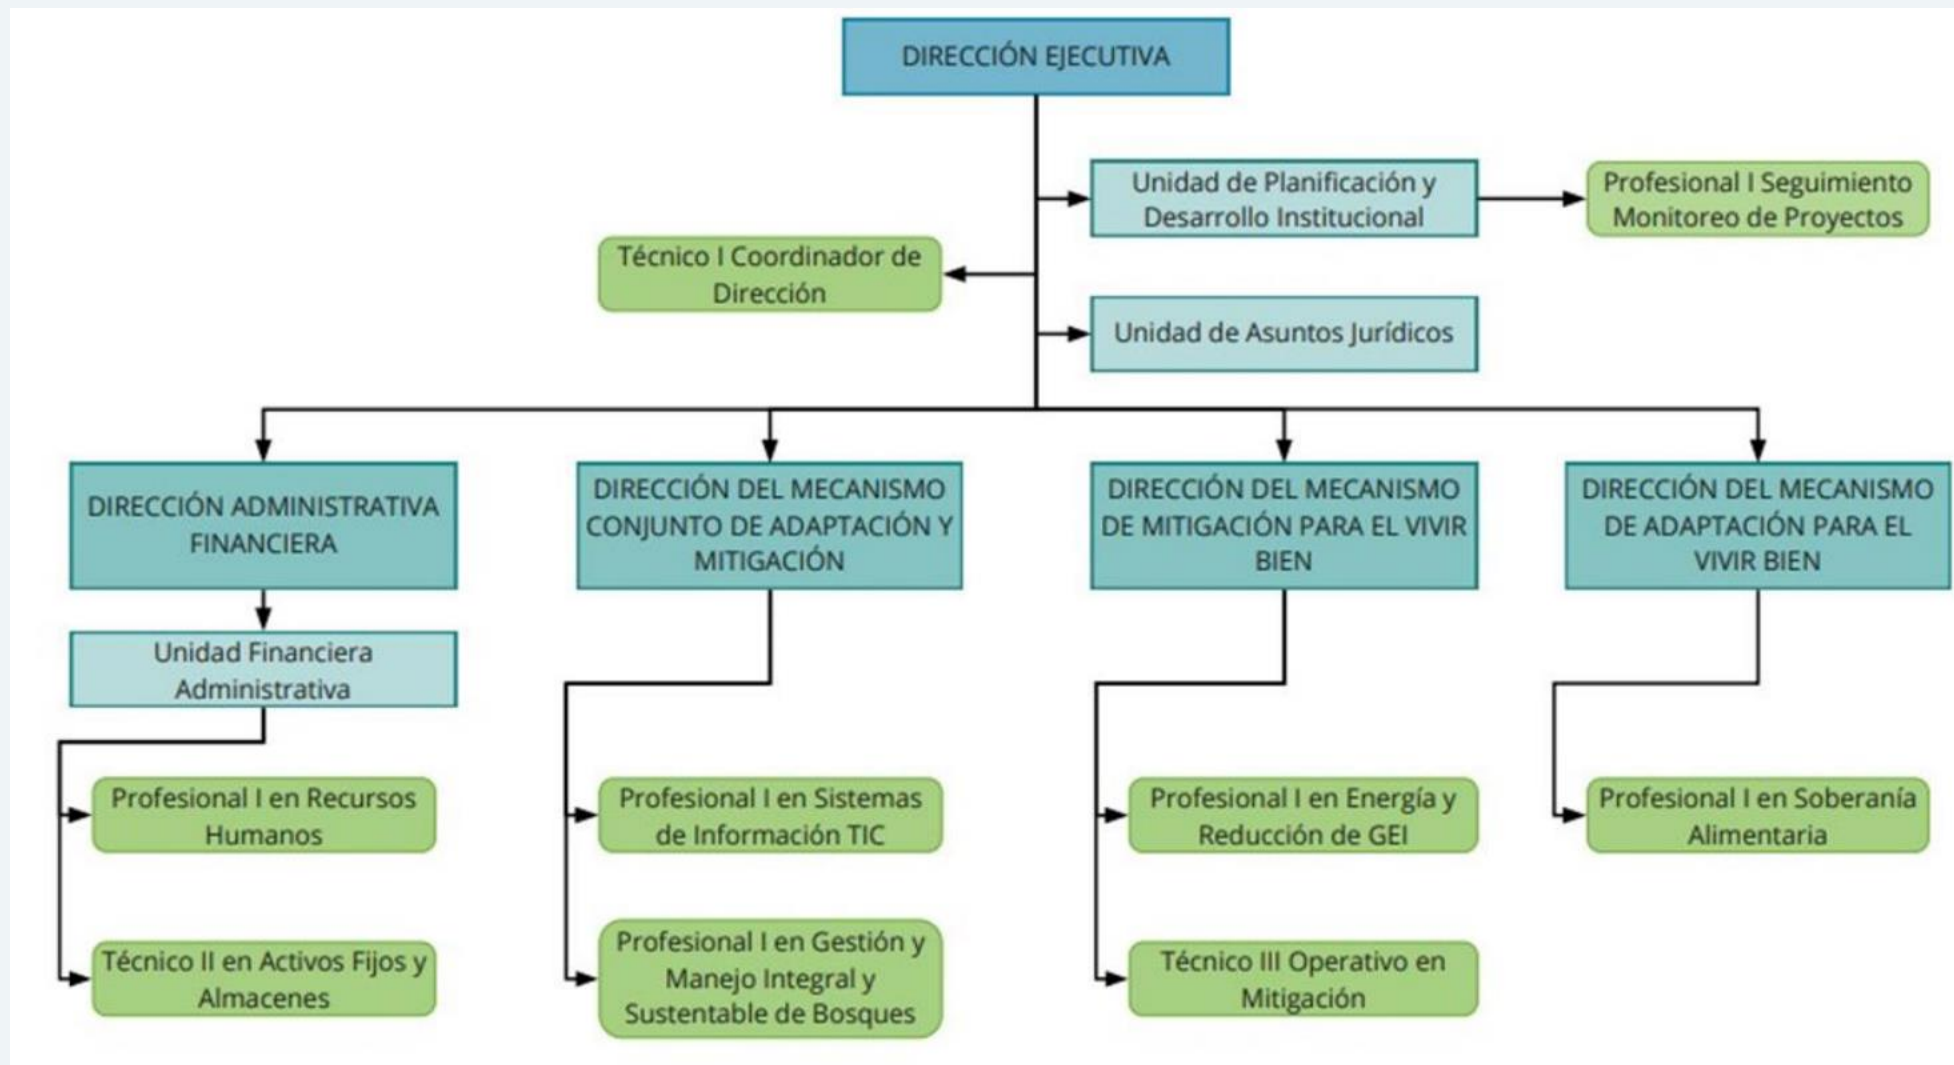 DIRECCIÓN EJECUTIVA
Unidad de Planificación y
Desarrollo Institucional
Profesional I Seguimiento
Monitoreo de Proyectos
Técnico I Coordinador de
Dirección
Unidad de Asuntos Jurídicos
DIRECCIÓN ADMINISTRATIVA
FINANCIERA
DIRECCIÓN DEL MECANISMO
CONJUNTO DE ADAPTACIÓN Y
MITIGACIÓN
DIRECCIÓN DEL MECANISMO
DE MITIGACIÓN PARA EL VIVIR
BIEN
DIRECCIÓN DEL MECANISMO
DE ADAPTACIÓN PARA EL
VIVIR BIEN
Unidad Financiera
Administrativa
Profesional I en Recursos
Humanos
Profesional I en Sistemas
de Información TIC
Profesional I en Energía y
Reducción de GEI
Profesional I en Soberanía
Alimentaria
Técnico II en Activos Fijos y
Almacenes
Profesional I en Gestión y
Manejo Integral y
Sustentable de Bosques
Técnico III Operativo en
Mitigación